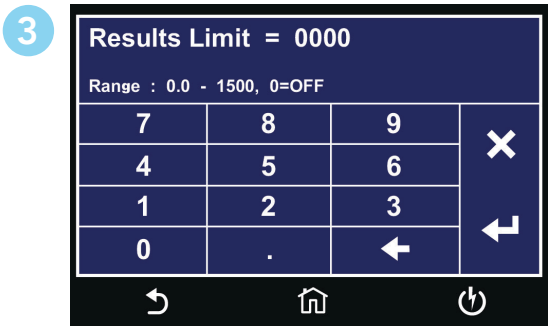 3
Results Limit = 0000
Range : 0.0 - 1500, 0=OFF
7 8 9
4 5 6
1 2 3
0 .